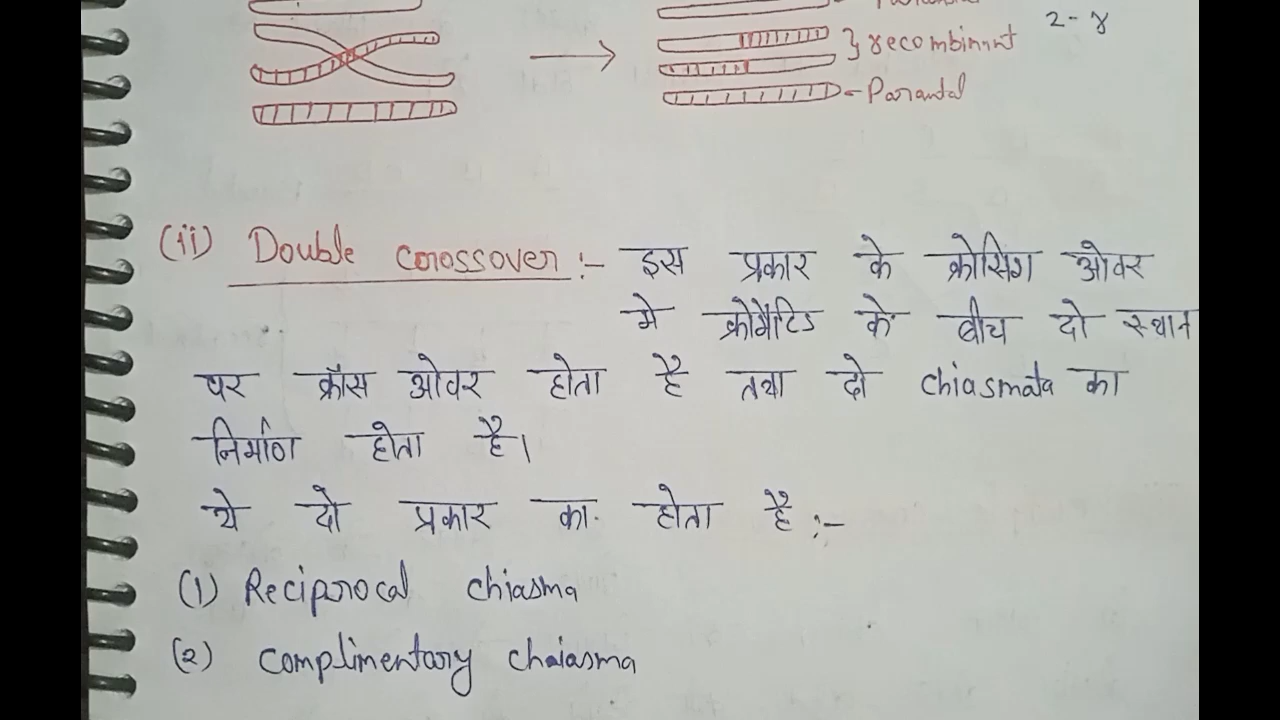 2-r
} recombinant
- Parantal
(ii) Double crossover :- इस प्रकार के क्रोसिंग ओवर
मे क्रोमैटिड के बीच दो स्थान
पर क्रॉस ओवर होता है तथा दो chiasmata का
निर्माण होता है।
ये दो प्रकार का होता है :-
(1) Reciprocal chiasma
(2) complimentary chaiasma